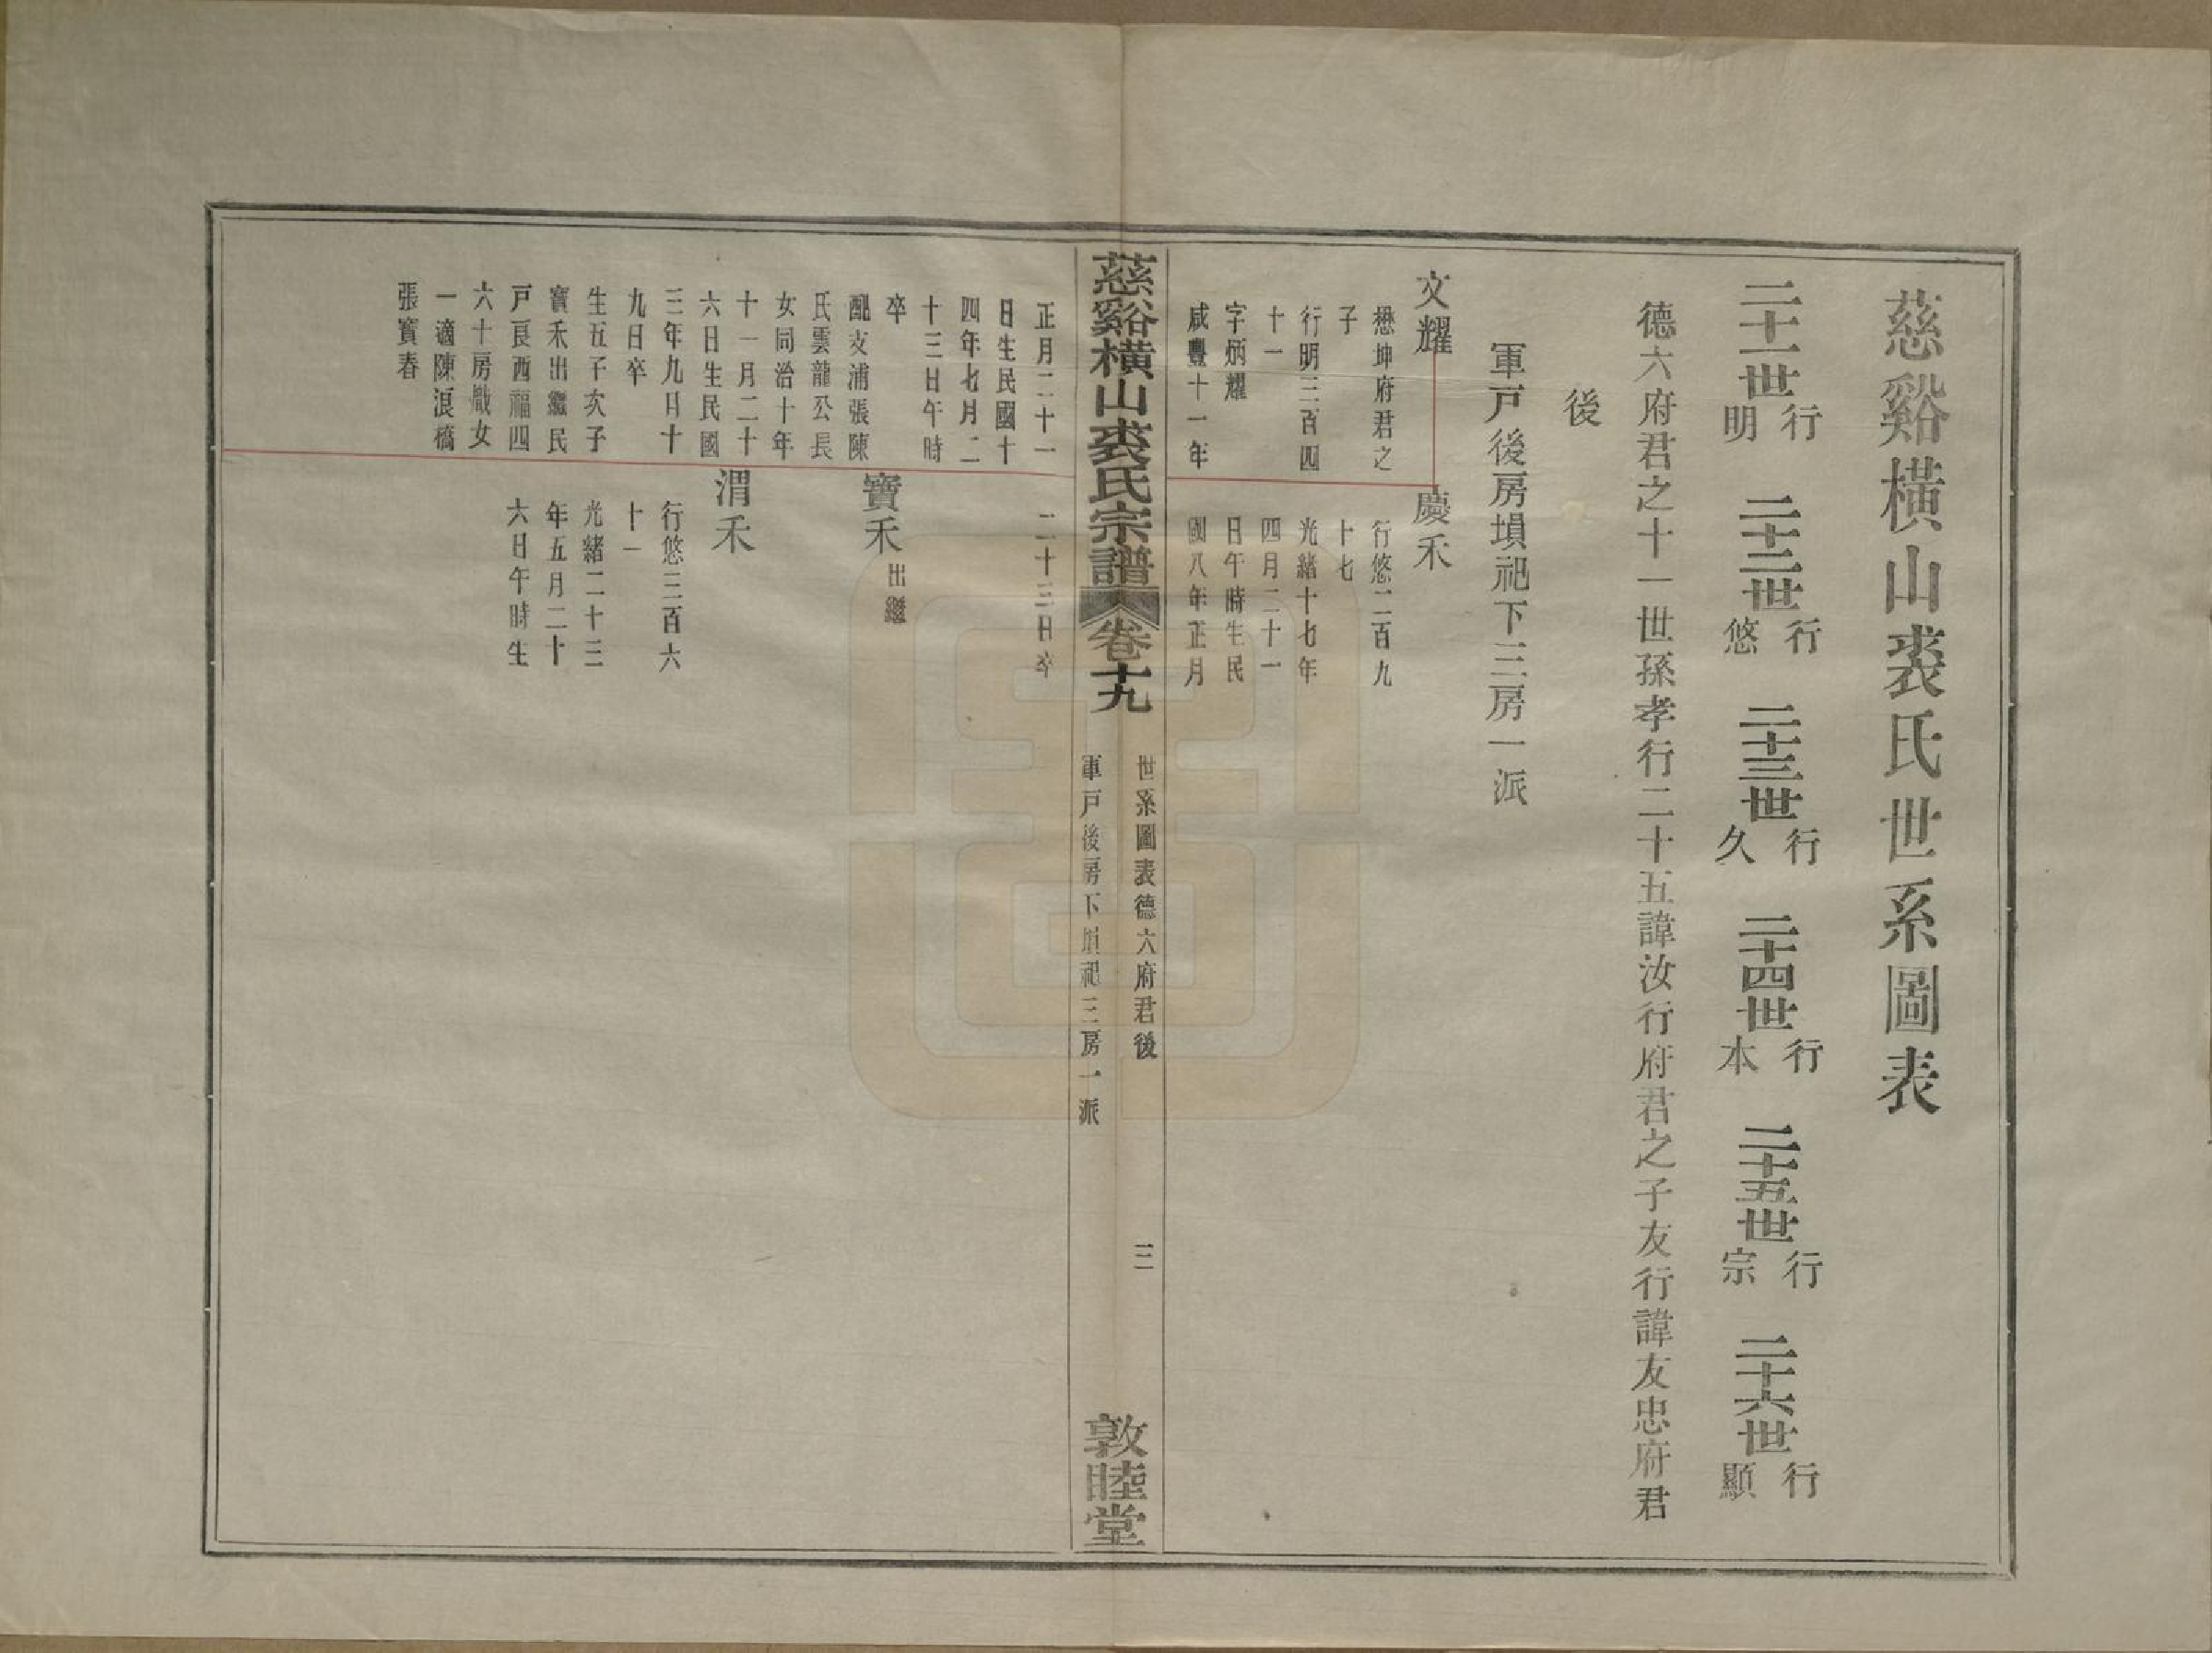 慈谿橫山裘氏世系圖表
二十一世明行
二十二世悠行
二十三世久行
二十四世本行
二十五世宗行
二十六世顯行
德六府君之十一世孫孝行二十五諱汝行府君之子友行諱友忠府君
後
軍戸後房塤祀下三房一派
文耀
懋坤府君之
子
行明三百四
十一
字炳耀
咸豐十一年
慶禾
行悠二百九
十七
光緒十七年
四月二十一
日午時生民
國八年正月
慈谿橫山裘氏宗譜
卷十九
世系圖表德六府君後
軍戸後房下塤祀三房一派
三
敦睦堂
正月二十一
日生民國十
四年七月二
十三日午時
卒
配支浦張陳
氏雲龍公長
女同治十年
十一月二十
六日生民國
三年九月十
九日卒
生五子次子
寶禾出繼民
戸長西福四
六十房熾女
一適陳浪橋
張寶春
二十三日卒
寶禾
出繼
渭禾
行悠三百六
十一
光緒二十三
年五月二十
六日午時生